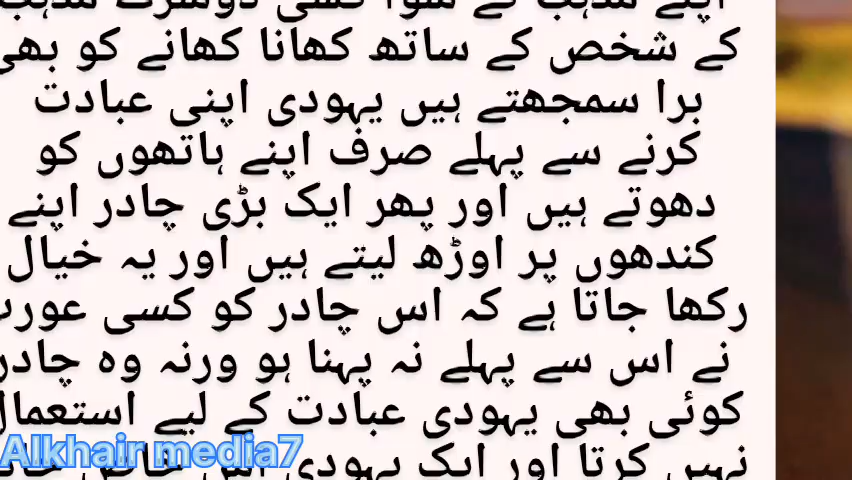 اپنے مذہب کے سوا کسی دوسرے مذہب
کے شخص کے ساتھ کھانا کھانے کو بھی
برا سمجھتے ہیں یہودی اپنی عبادت
کرنے سے پہلے صرف اپنے ہاتھوں کو
دھوتے ہیں اور پھر ایک بڑی چادر اپنے
کندھوں پر اوڑھ لیتے ہیں اور یہ خیال
رکھا جاتا ہے کہ اس چادر کو کسی عورت
نے اس سے پہلے نہ پہنا ہو ورنہ وہ چادر
کوئی بھی یہودی عبادت کے لیے استعمال
نہیں کرتا اور ایک یہودی اس خاص
Alkhair media7